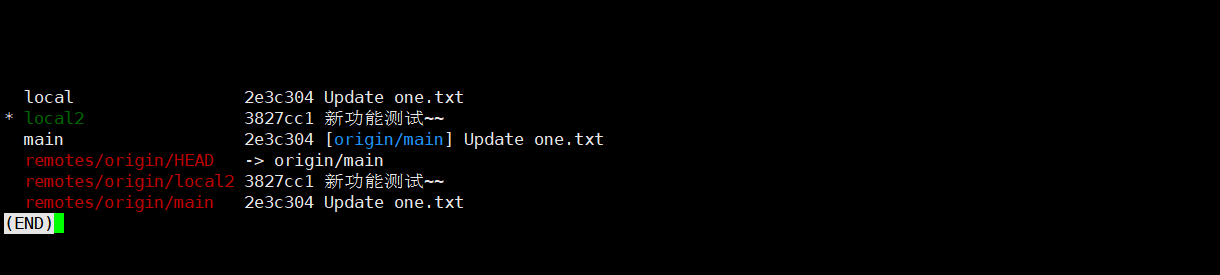 local 2e3c304 Update one.txt
* local2 3827cc1 新功能测试~~
main 2e3c304 [origin/main] Update one.txt
remotes/origin/HEAD -> origin/main
remotes/origin/local2 3827cc1 新功能测试~~
remotes/origin/main 2e3c304 Update one.txt
(END)